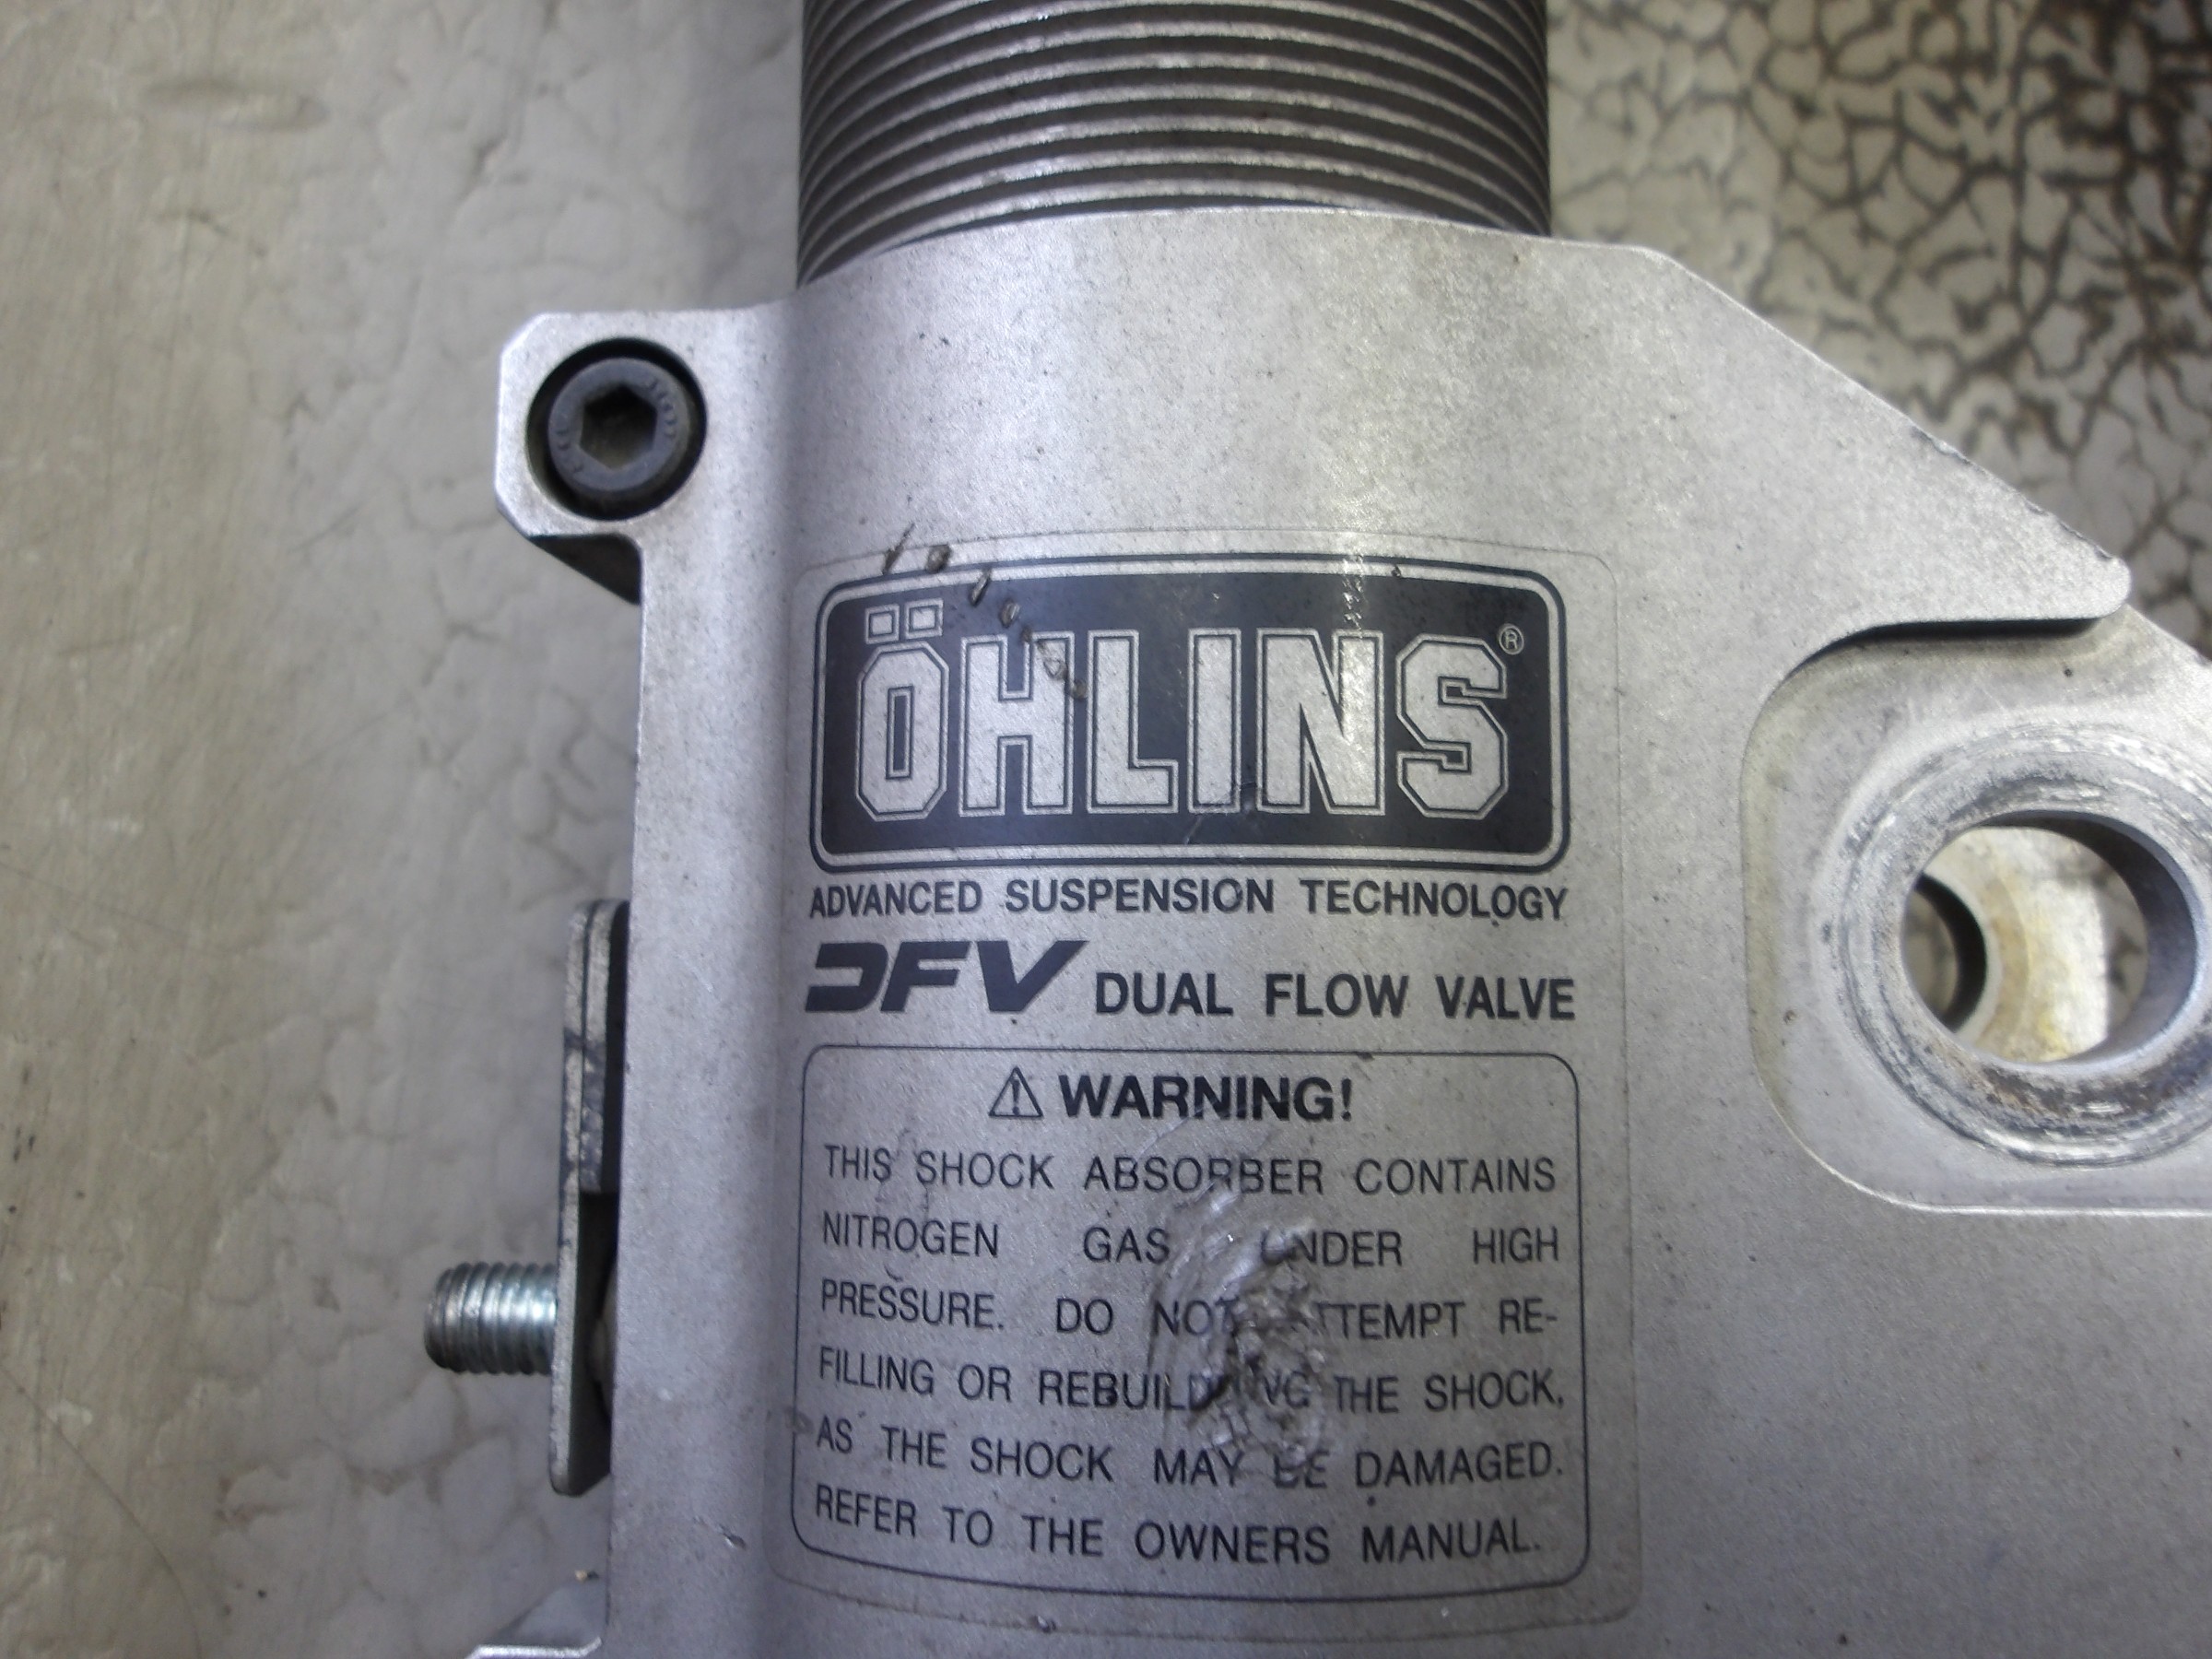 ÖHLINS®
ADVANCED SUSPENSION TECHNOLOGY
DFV DUAL FLOW VALVE
⚠ WARNING!
THIS SHOCK ABSORBER CONTAINS
NITROGEN GAS UNDER HIGH
PRESSURE. DO NOT ATTEMPT RE-
FILLING OR REBUILDING THE SHOCK,
AS THE SHOCK MAY BE DAMAGED.
REFER TO THE OWNERS MANUAL.